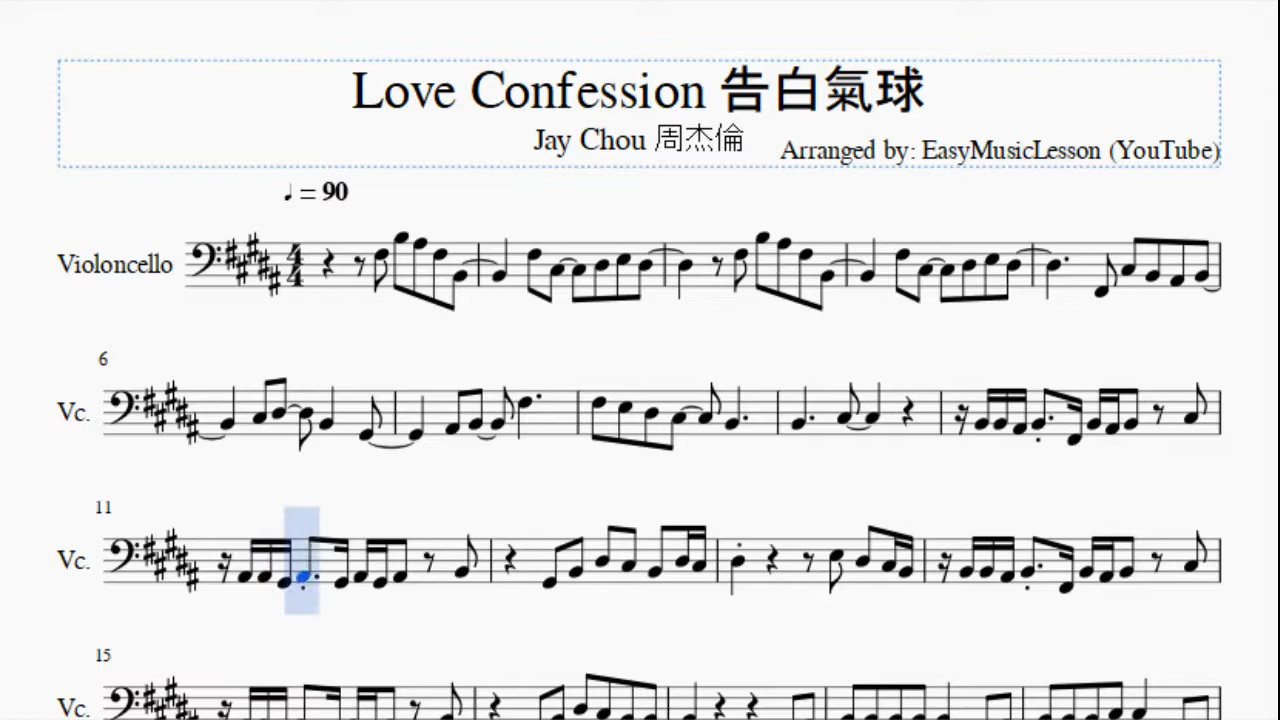 Love Confession 告白氣球
Jay Chou 周杰倫
Arranged by: EasyMusicLesson (YouTube)
♩ = 90
Violoncello
6
Vc.
11
Vc.
15
Vc.